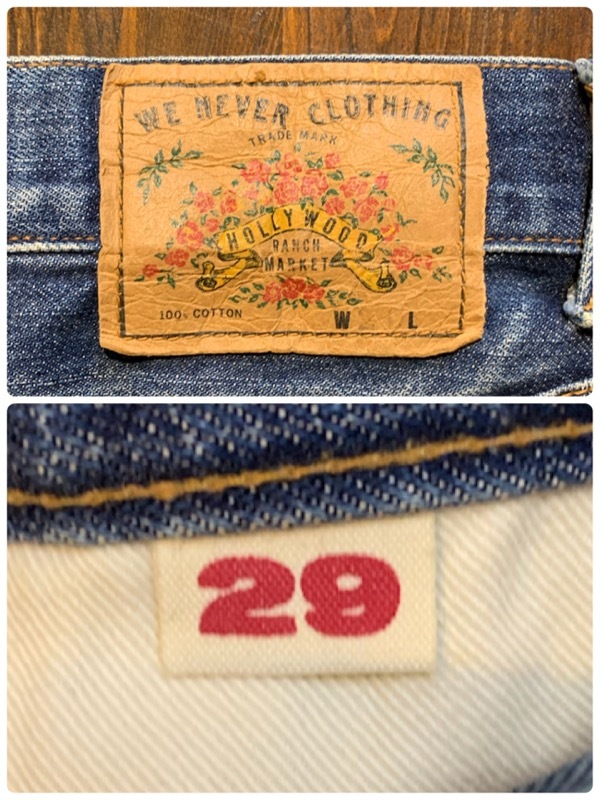 WE NEVER CLOTHING
TRADE MARK
HOLLYWOOD
RANCH
MARKET
100% COTTON W L
29